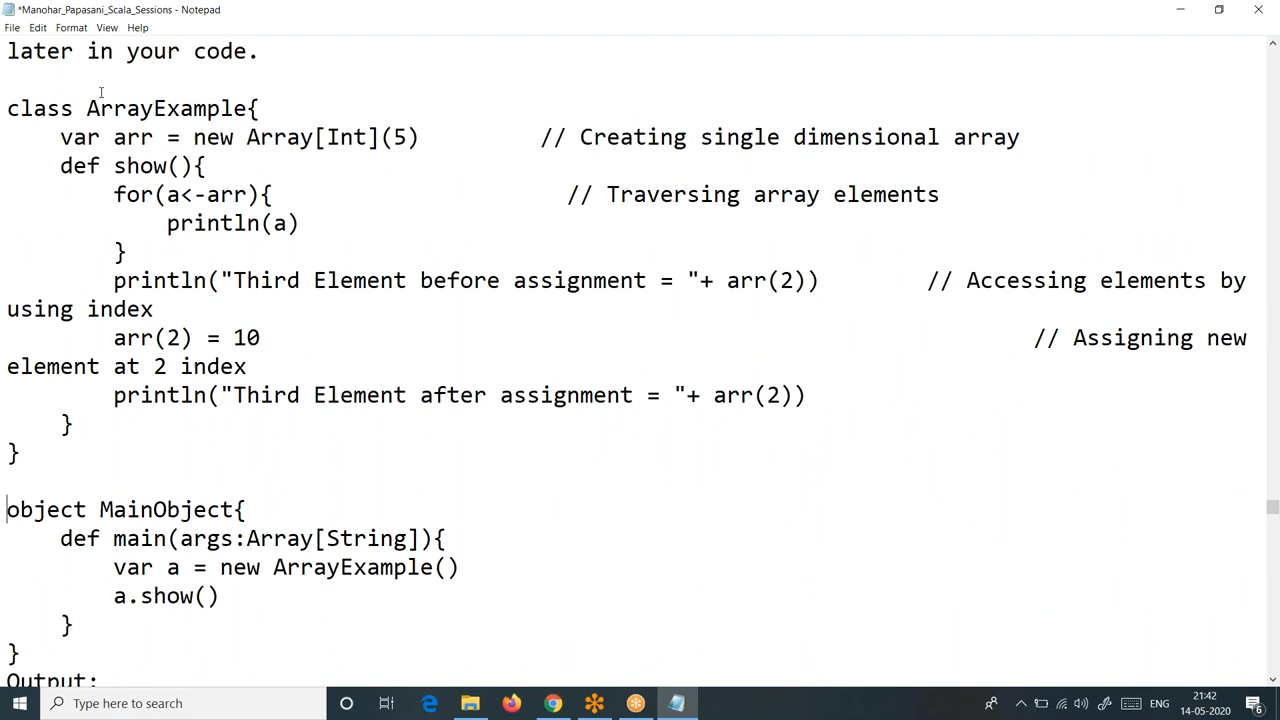 *Manohar_Papasani_Scala_Sessions - Notepad
File Edit Format View Help
later in your code.
class ArrayExample{
    var arr = new Array[Int](5)         // Creating single dimensional array
    def show(){
        for(a<-arr){                      // Traversing array elements
            println(a)
        }
        println("Third Element before assignment = "+ arr(2))        // Accessing elements by
using index
        arr(2) = 10                                                          // Assigning new
element at 2 index
        println("Third Element after assignment = "+ arr(2))
    }
}
object MainObject{
    def main(args:Array[String]){
        var a = new ArrayExample()
        a.show()
    }
}
Output:
Type here to search
ENG
21:42
14-05-2020
6